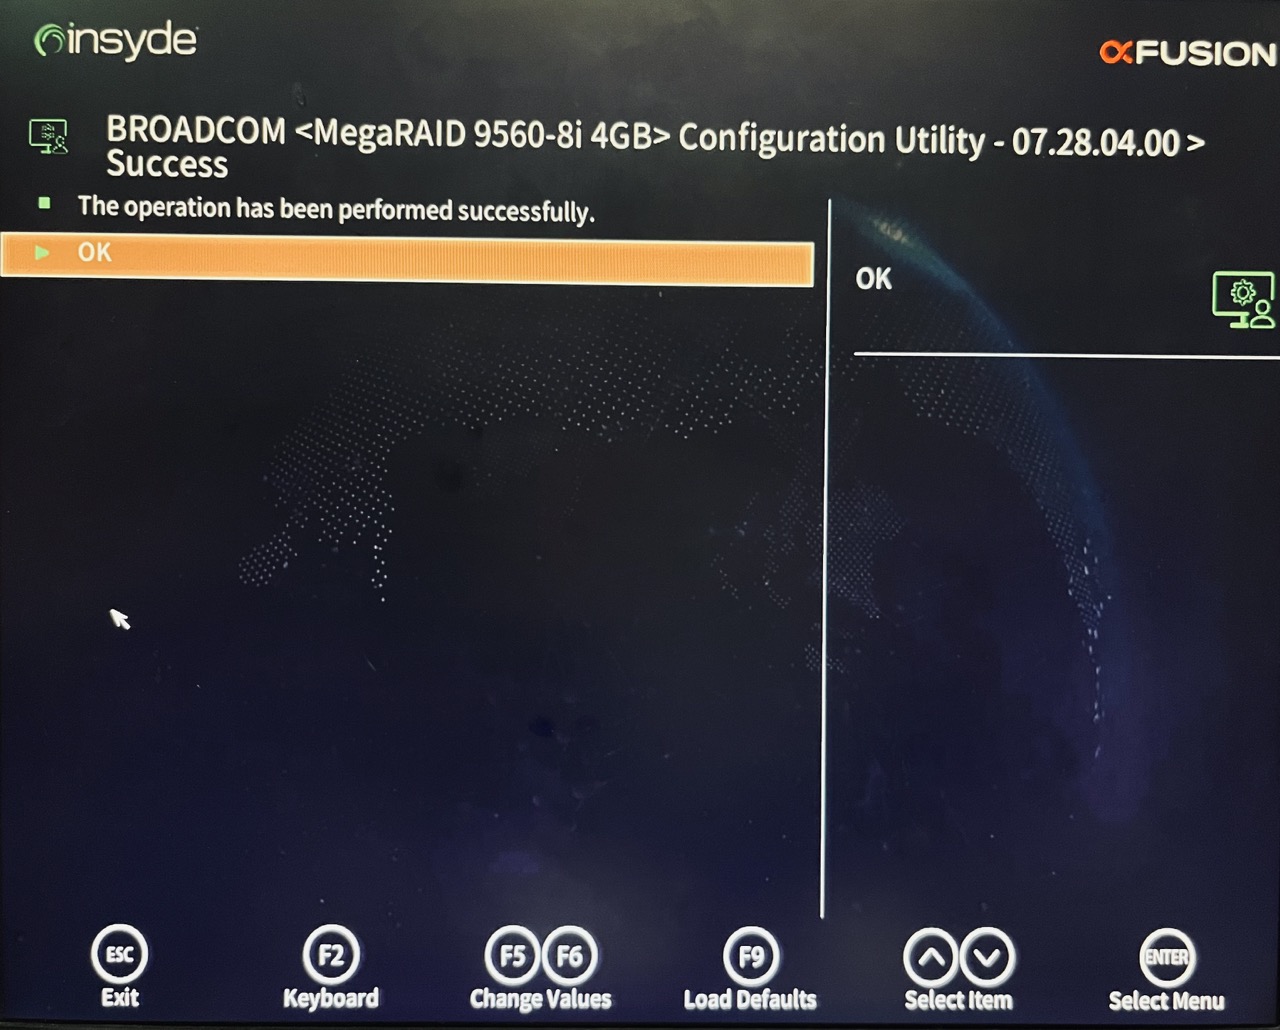 insyde
FUSION
BROADCOM <MegaRAID 9560-8i 4GB> Configuration Utility - 07.28.04.00 >
Success
The operation has been performed successfully.
OK
OK
ESC F2 F5 F6 F9 ENTER
Exit Keyboard Change Values Load Defaults Select Item Select Menu